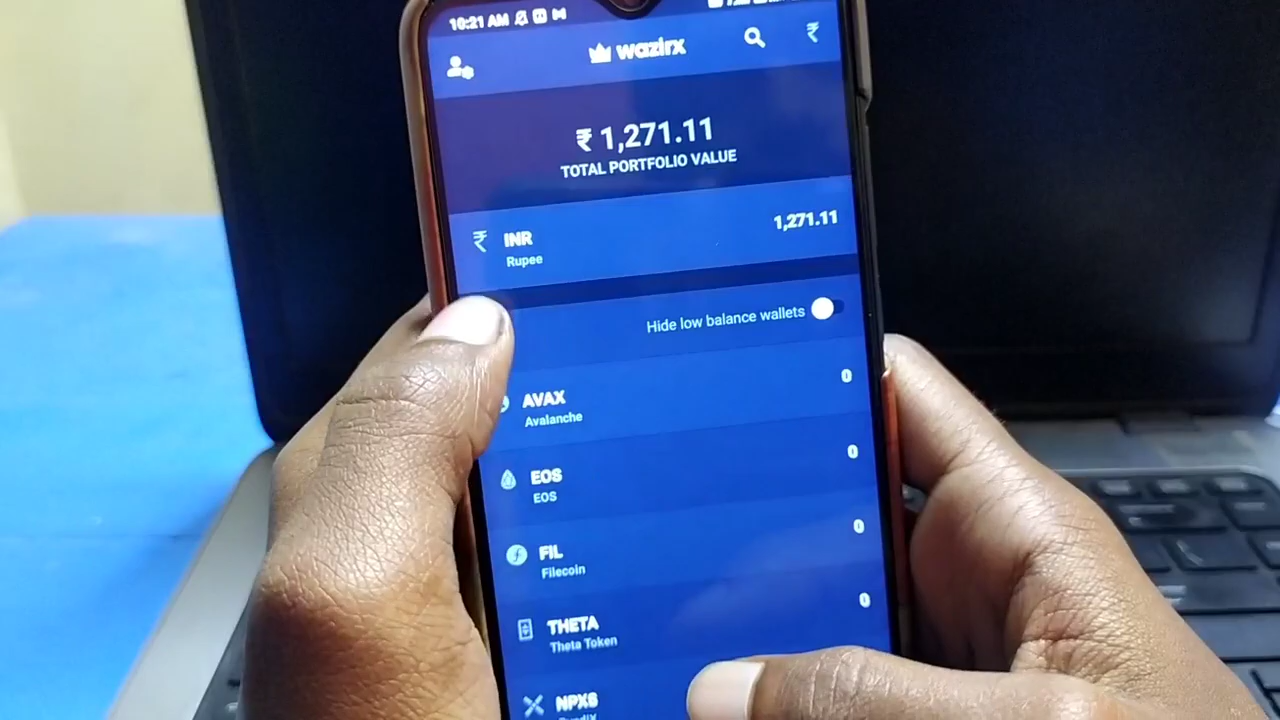 10:21 AM
wazirx
₹
₹ 1,271.11
TOTAL PORTFOLIO VALUE
₹ INR 1,271.11
Rupee
Hide low balance wallets
AVAX 0
Avalanche
EOS 0
EOS
FIL 0
Filecoin
THETA 0
Theta Token
NPXS